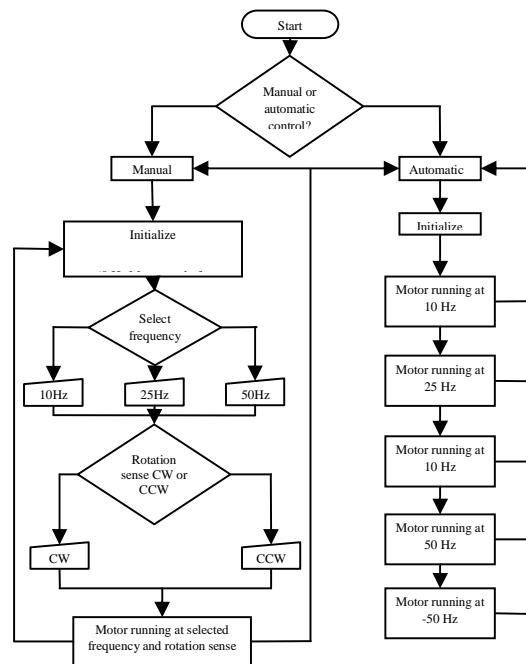 Start
Manual or
automatic
control?
Manual
Automatic
Initialize
Initialize
Select
frequency
10Hz
25Hz
50Hz
Rotation
sense CW or
CCW
CW
CCW
Motor running at selected
frequency and rotation sense
Motor running at
10 Hz
Motor running at
25 Hz
Motor running at
10 Hz
Motor running at
50 Hz
Motor running at
-50 Hz